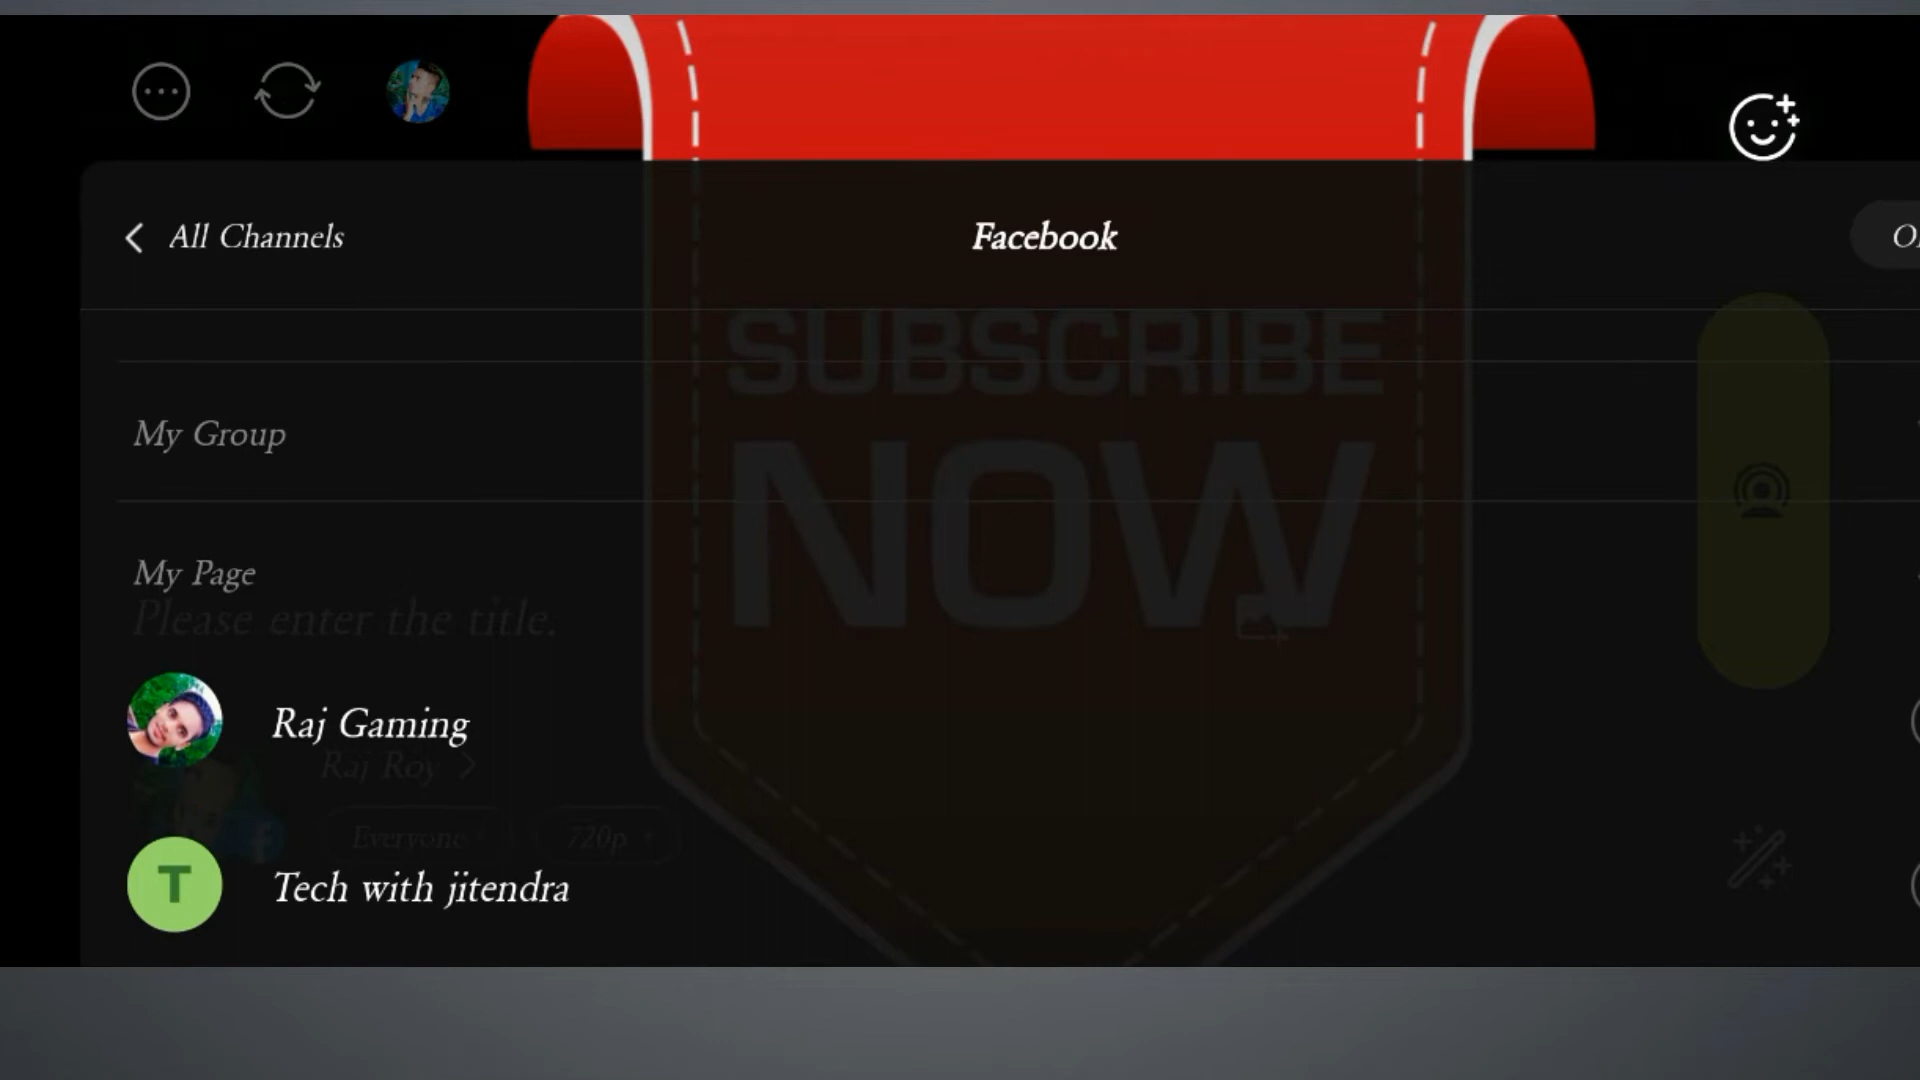 All Channels
Facebook
SUBSCRIBE
NOW
My Group
My Page
Please enter the title.
Raj Gaming
Raj Roy
Everyone
720p
T
Tech with jitendra